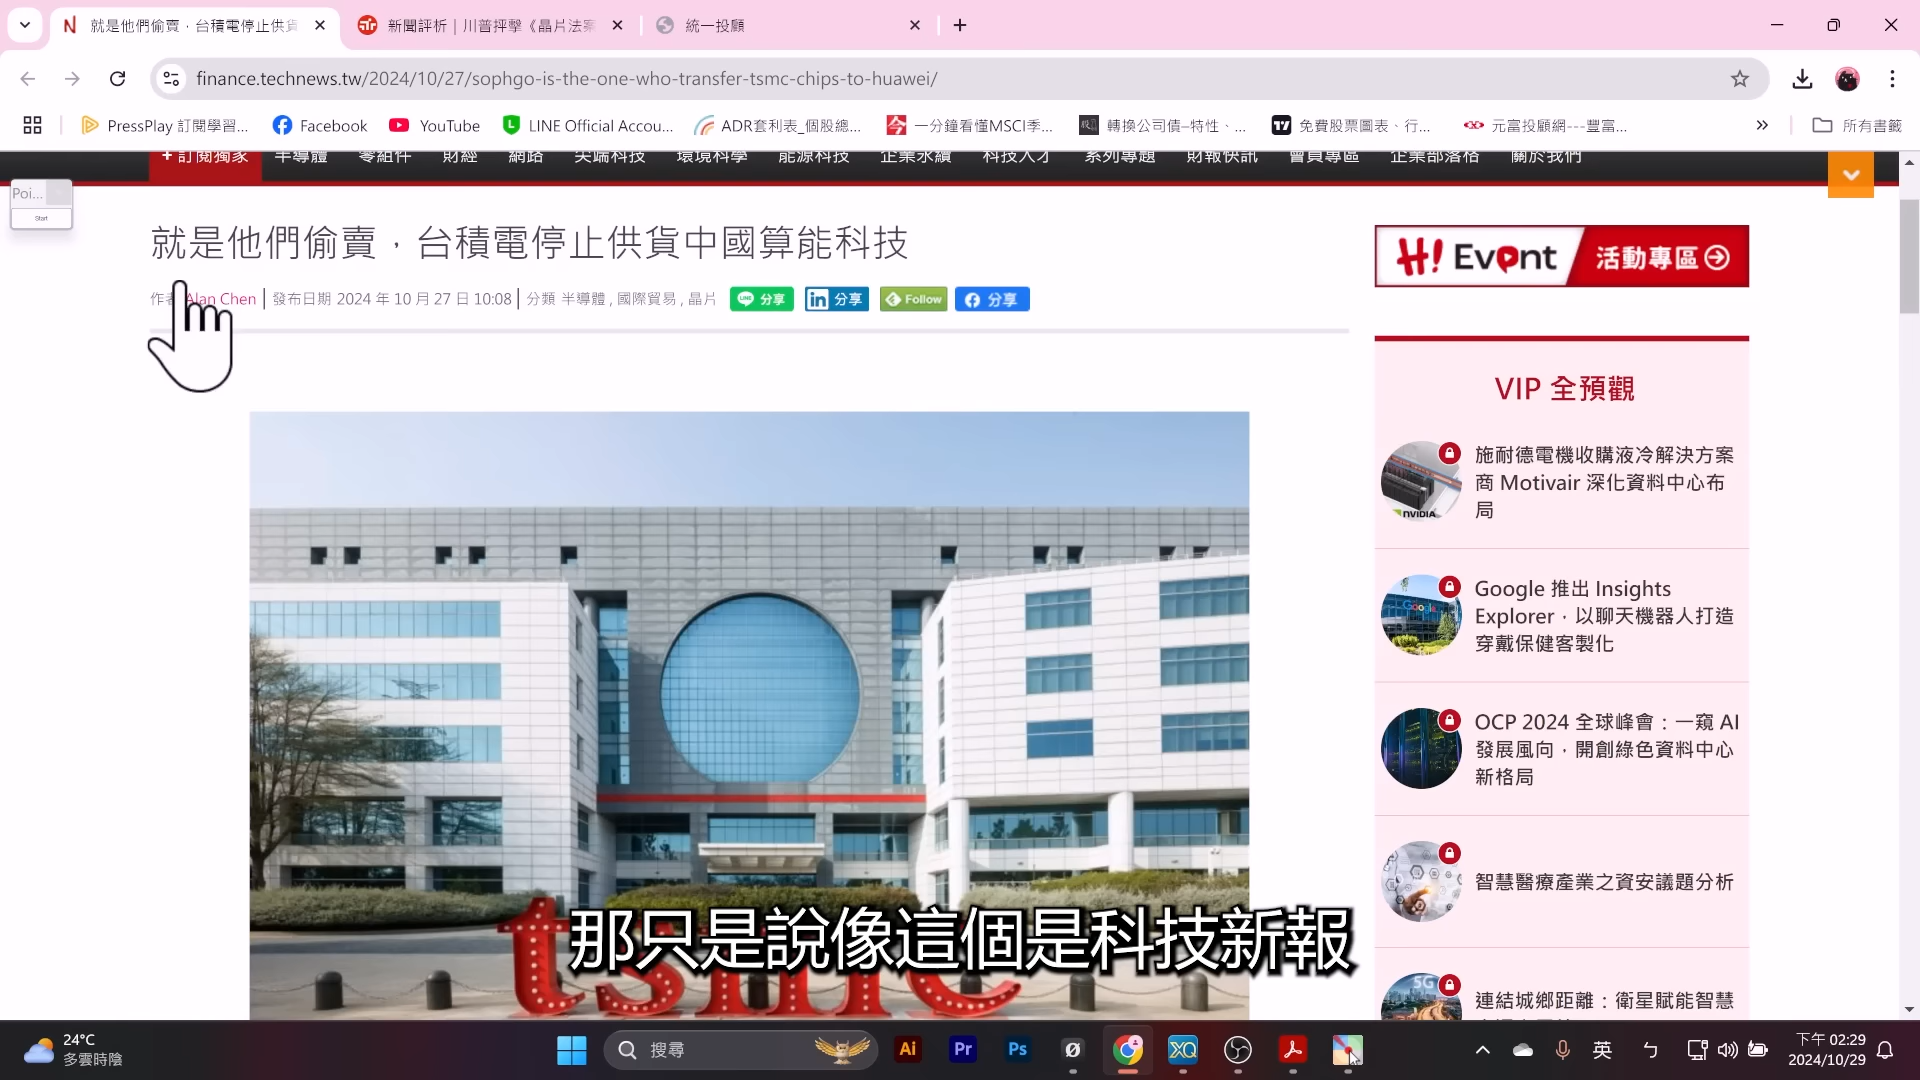 就是他們偷賣，台積電停止供貨
新聞評析｜川普抨擊《晶片法案
統一投顧
finance.technews.tw/2024/10/27/sophgo-is-the-one-who-transfer-tsmc-chips-to-huawei/
PressPlay 訂閱學習...
Facebook
YouTube
LINE Official Accou...
ADR套利表_個股總...
一分鐘看懂MSCI季...
轉換公司債–特性、...
免費股票圖表、行...
元富投顧網---豐富...
所有書籤
+ 訂閱獨家 半導體 零組件 財經 網路 尖端科技 環境科學 能源科技 企業永續 科技人才 系列專題 財報快訊 會員專區 企業部落格 關於我們
Poi...
Start
就是他們偷賣，台積電停止供貨中國算能科技
作者 Alan Chen | 發布日期 2024 年 10 月 27 日 10:08 | 分類 半導體 , 國際貿易 , 晶片
分享
分享
Follow
分享
H! Event 活動專區
VIP 全預觀
施耐德電機收購液冷解決方案
商 Motivair 深化資料中心布
局
NVIDIA
Google 推出 Insights
Explorer，以聊天機器人打造
穿戴保健客製化
OCP 2024 全球峰會：一窺 AI
發展風向，開創綠色資料中心
新格局
智慧醫療產業之資安議題分析
5G
連結城鄉距離：衛星賦能智慧
tsmc
那只是說像這個是科技新報
24°C
多雲時陰
搜尋
Ai
Pr
Ps
XQ
英
ㄅ
下午 02:29
2024/10/29